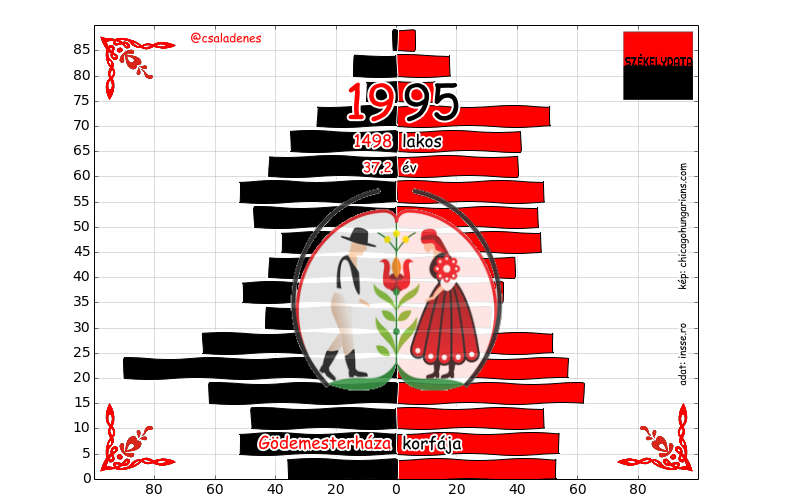 @csaladenes
SZÉKELYDATA
1995
1498 lakos
37,2 év
Gödemesterháza korfája
kép: chicagohungarians.com
adat: insse.ro
85
80
75
70
65
60
55
50
45
40
35
30
25
20
15
10
5
0
80 60 40 20 0 20 40 60 80